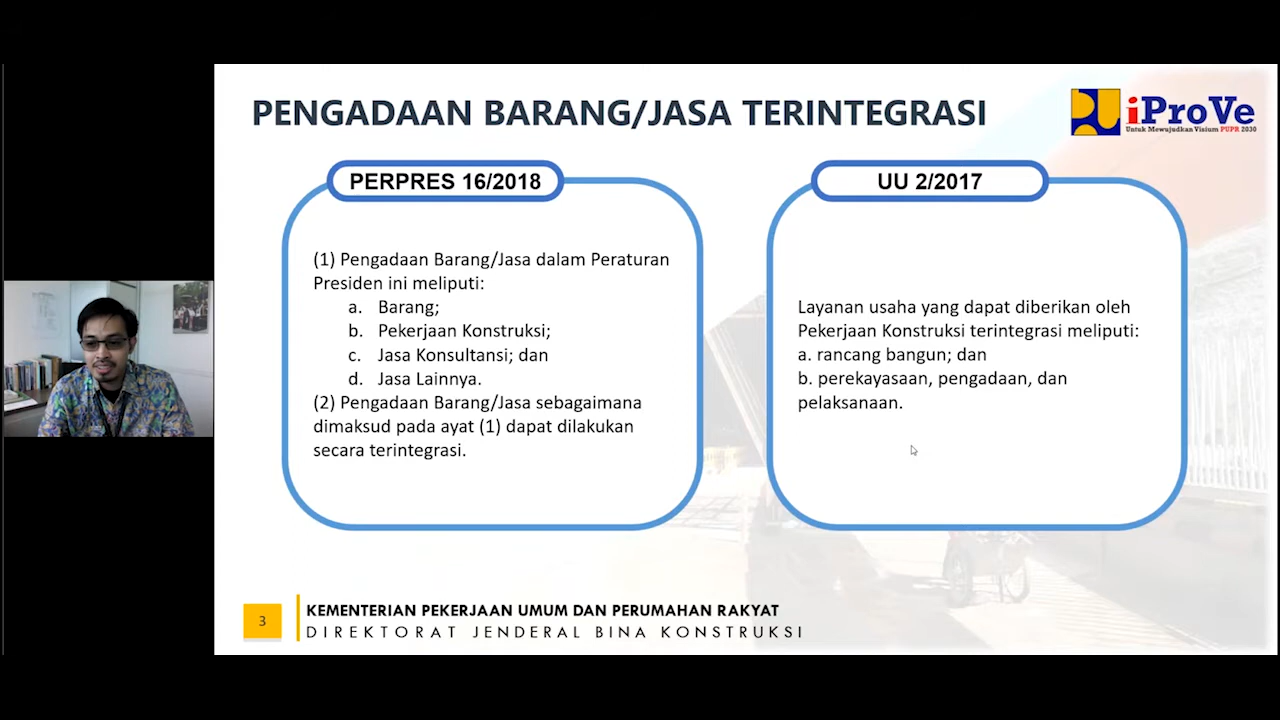 PENGADAAN BARANG/JASA TERINTEGRASI
iProVe
Untuk Mewujudkan Visium PUPR 2030
PERPRES 16/2018
(1) Pengadaan Barang/Jasa dalam Peraturan
Presiden ini meliputi:
a. Barang;
b. Pekerjaan Konstruksi;
c. Jasa Konsultansi; dan
d. Jasa Lainnya.
(2) Pengadaan Barang/Jasa sebagaimana
dimaksud pada ayat (1) dapat dilakukan
secara terintegrasi.
UU 2/2017
Layanan usaha yang dapat diberikan oleh
Pekerjaan Konstruksi terintegrasi meliputi:
a. rancang bangun; dan
b. perekayasaan, pengadaan, dan
pelaksanaan.
3
KEMENTERIAN PEKERJAAN UMUM DAN PERUMAHAN RAKYAT
DIREKTORAT JENDERAL BINA KONSTRUKSI